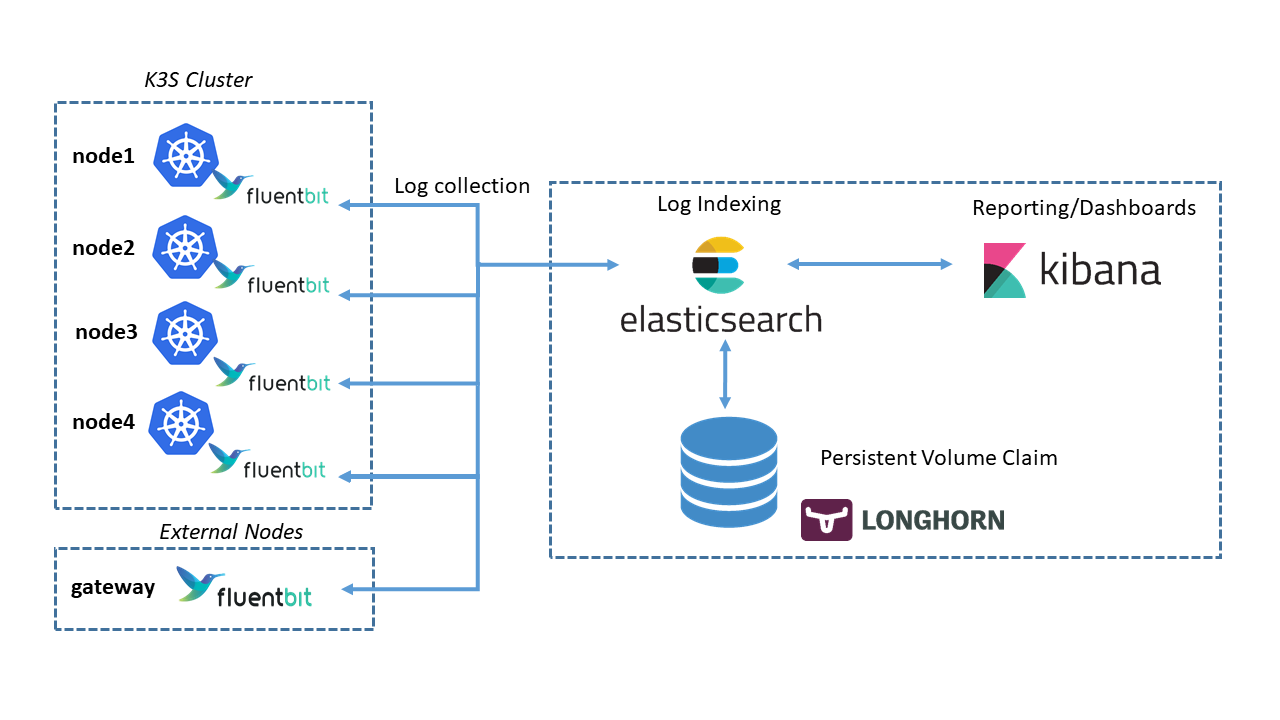 K3S Cluster
node1
fluentbit
node2
fluentbit
node3
fluentbit
node4
fluentbit
External Nodes
gateway
fluentbit
Log collection
Log Indexing
elasticsearch
Reporting/Dashboards
kibana
Persistent Volume Claim
LONGHORN